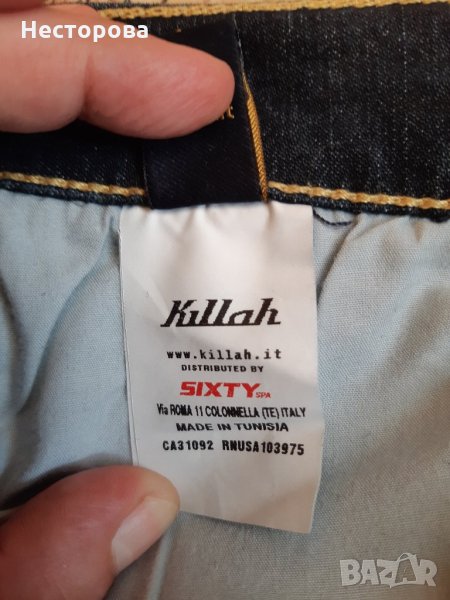 Несторова
Killah
www.killah.it
DISTRIBUTED BY
SIXTY SPA
Via ROMA 11 COLONNELLA (TE) ITALY
MADE IN TUNISIA
CA31092 RNUSA103975
BAZAR